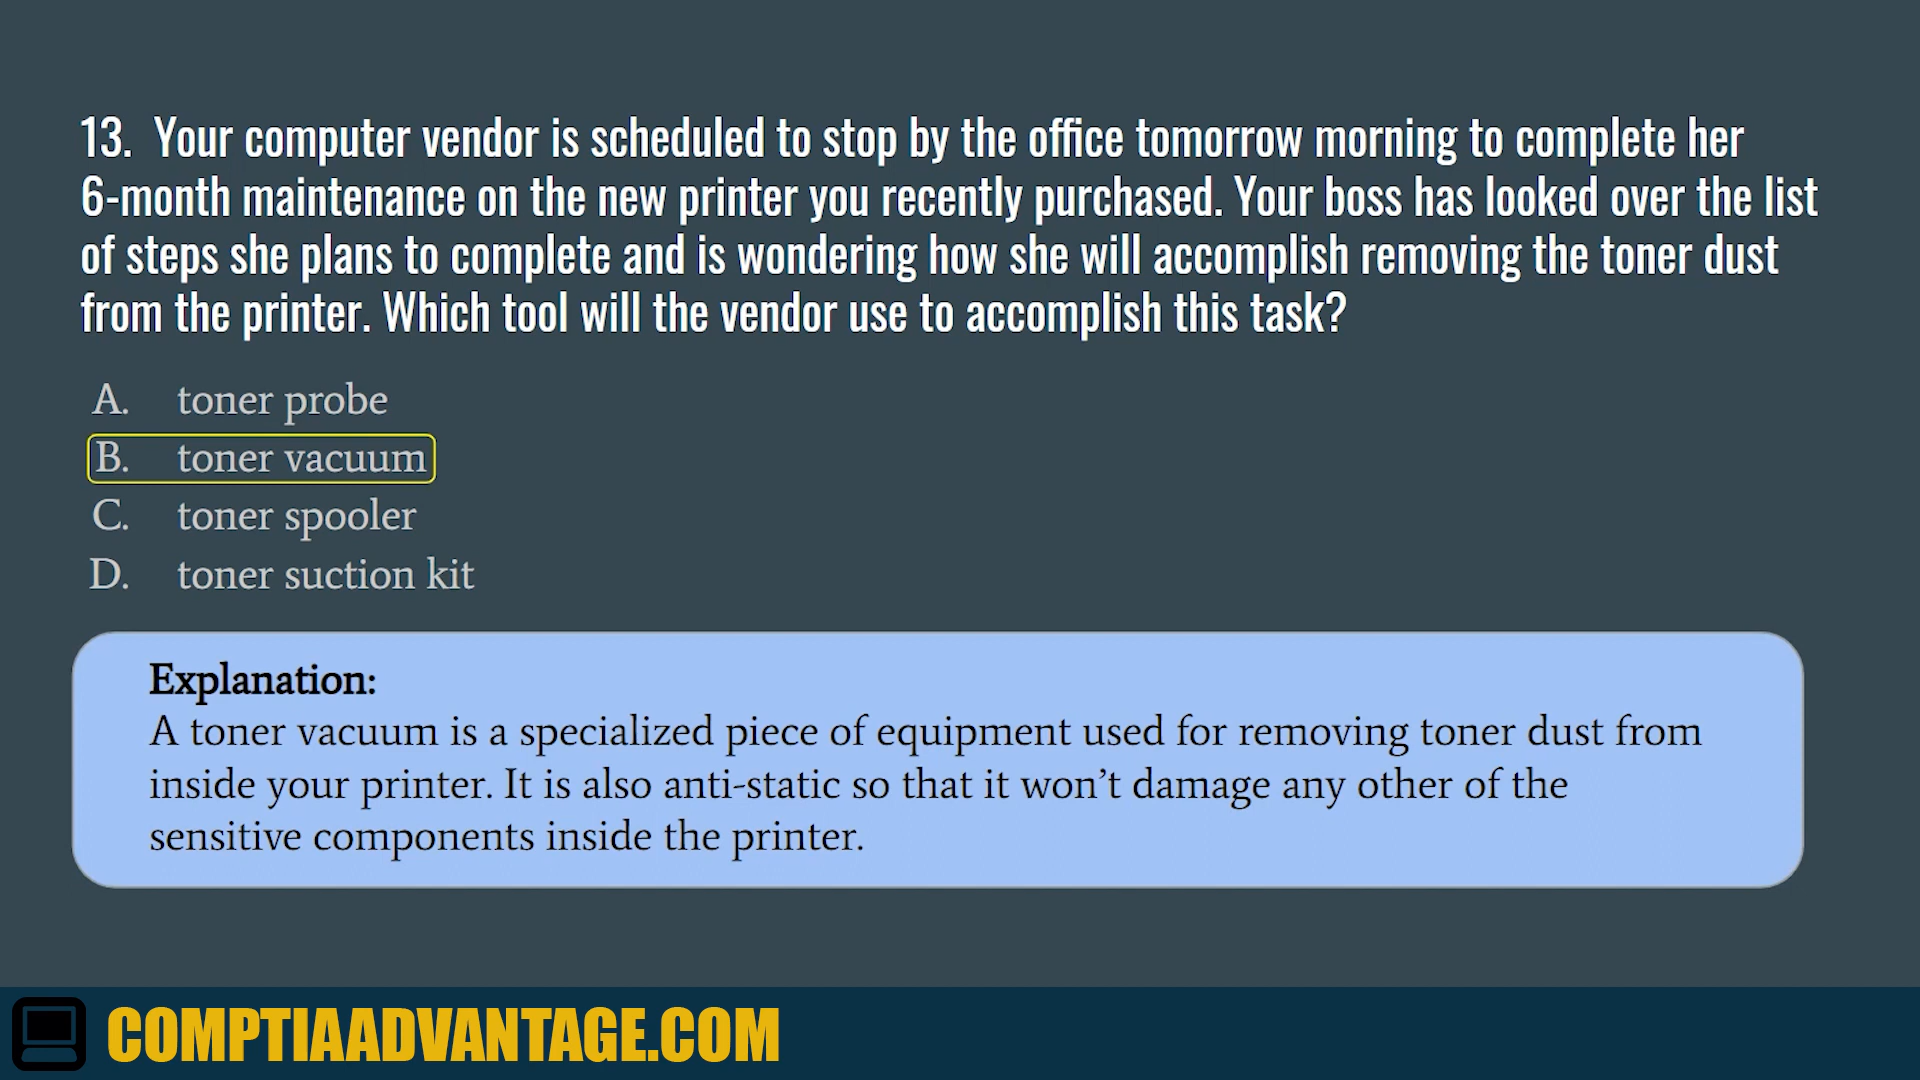 13. Your computer vendor is scheduled to stop by the office tomorrow morning to complete her
6-month maintenance on the new printer you recently purchased. Your boss has looked over the list
of steps she plans to complete and is wondering how she will accomplish removing the toner dust
from the printer. Which tool will the vendor use to accomplish this task?
A. toner probe
B. toner vacuum
C. toner spooler
D. toner suction kit
Explanation:
A toner vacuum is a specialized piece of equipment used for removing toner dust from
inside your printer. It is also anti-static so that it won’t damage any other of the
sensitive components inside the printer.
COMPTIAADVANTAGE.COM